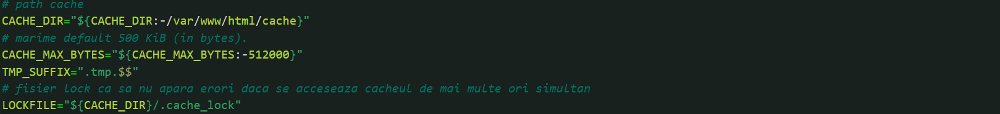 # path cache
CACHE_DIR="${CACHE_DIR:-/var/www/html/cache}"
# marime default 500 KiB (in bytes).
CACHE_MAX_BYTES="${CACHE_MAX_BYTES:-512000}"
TMP_SUFFIX=".tmp.$$"
# fisier lock ca sa nu apara erori daca se acceseaza cacheul de mai multe ori simultan
LOCKFILE="${CACHE_DIR}/.cache_lock"